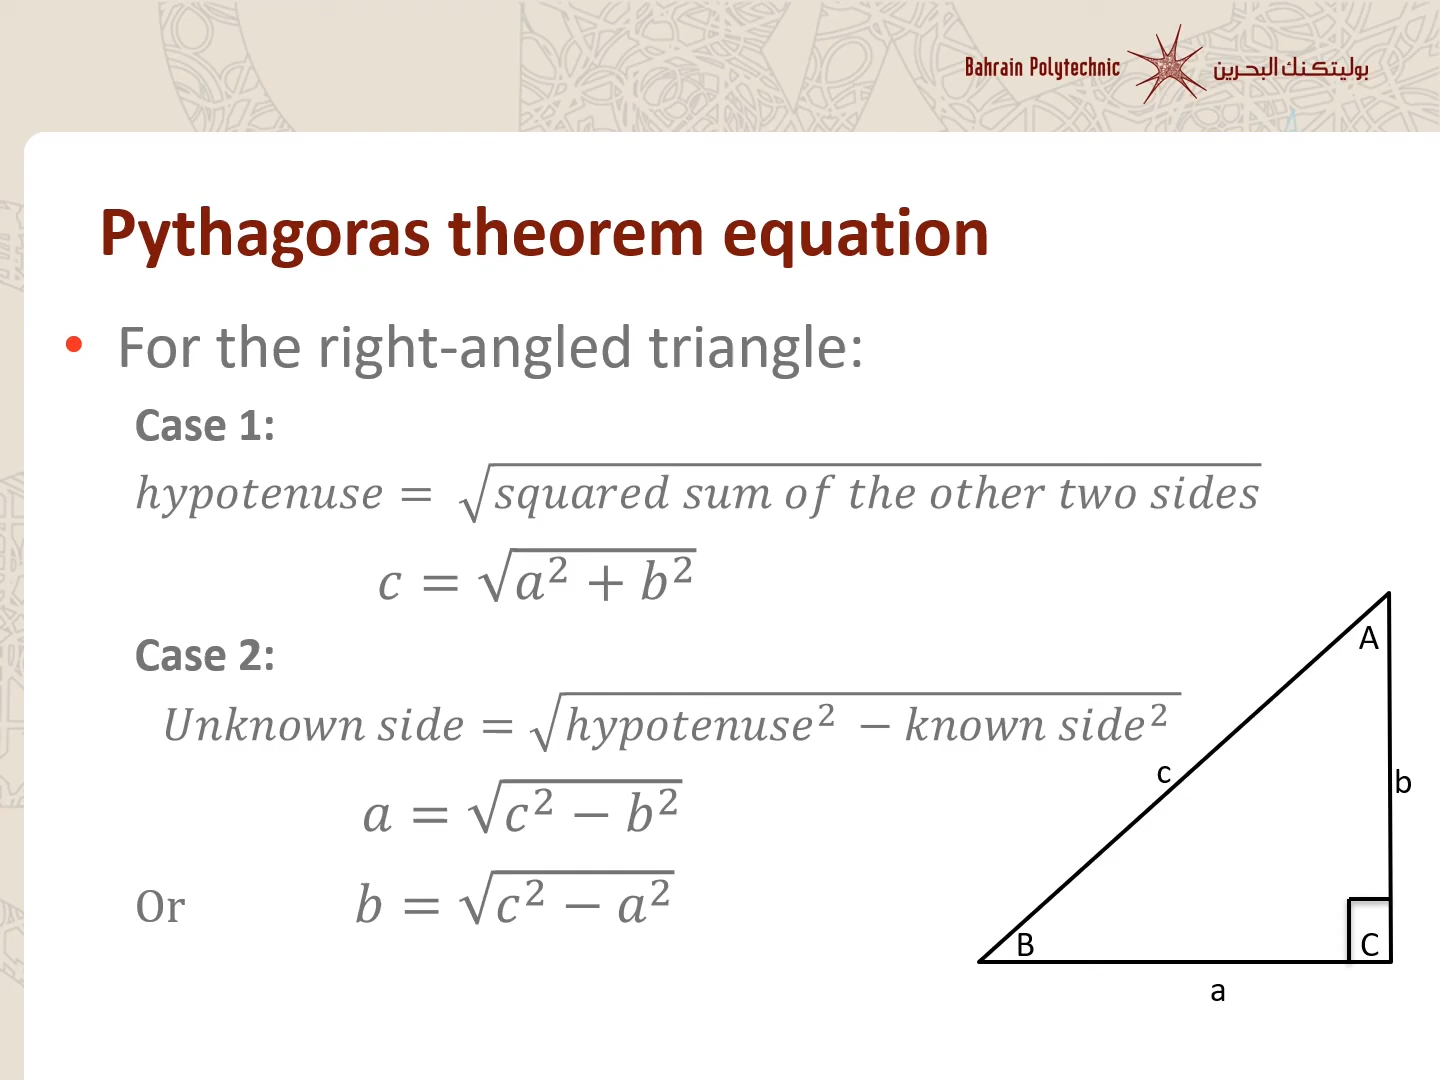 Bahrain Polytechnic بوليتكنك البحرين
Pythagoras theorem equation
• For the right-angled triangle:
Case 1:
hypotenuse = √(squared sum of the other two sides)
c = √(a² + b²)
Case 2:
Unknown side = √(hypotenuse² − known side²)
a = √(c² − b²)
Or b = √(c² − a²)
A
c
b
B
C
a